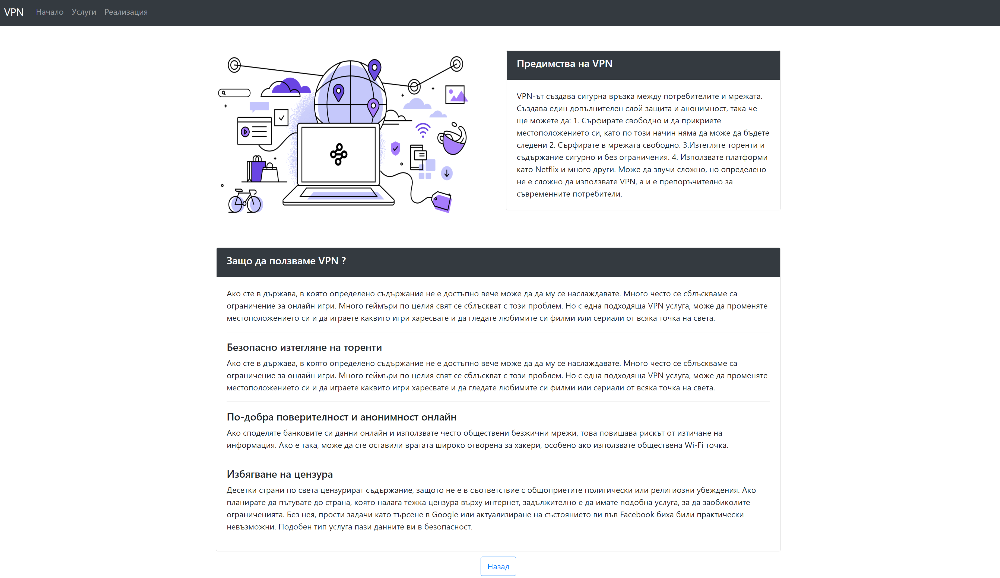 VPN Начало Услуги Реализация
Предимства на VPN
VPN-ът създава сигурна връзка между потребителите и мрежата.
Създава един допълнителен слой защита и анонимност, така че
ще можете да: 1. Сърфирате свободно и да прикриете
местоположението си, като по този начин няма да може да бъдете
следени 2. Сърфирате в мрежата свободно. 3.Изтегляте торенти и
съдържание сигурно и без ограничения. 4. Използвате платформи
като Netflix и много други. Може да звучи сложно, но определено
не е сложно да използвате VPN, а и е препоръчително за
съвременните потребители.
Защо да ползваме VPN ?
Ако сте в държава, в която определено съдържание не е достъпно вече може да да му се наслаждавате. Много често се сблъскваме са
ограничение за онлайн игри. Много геймъри по целия свят се сблъскват с този проблем. Но с една подходяща VPN услуга, може да променяте
местоположението си и да играете каквито игри харесвате и да гледате любимите си филми или сериали от всяка точка на света.
Безопасно изтегляне на торенти
Ако сте в държава, в която определено съдържание не е достъпно вече може да да му се наслаждавате. Много често се сблъскваме са
ограничение за онлайн игри. Много геймъри по целия свят се сблъскват с този проблем. Но с една подходяща VPN услуга, може да променяте
местоположението си и да играете каквито игри харесвате и да гледате любимите си филми или сериали от всяка точка на света.
По-добра поверителност и анонимност онлайн
Ако споделяте банковите си данни онлайн и използвате често обществени безжични мрежи, това повишава рискът от изтичане на
информация. Ако е така, може да сте оставили вратата широко отворена за хакери, особено ако използвате обществена Wi-Fi точка.
Избягване на цензура
Десетки страни по света цензурират съдържание, защото не е в съответствие с общоприетите политически или религиозни убеждения. Ако
планирате да пътувате до страна, която налага тежка цензура върху интернет, задължително е да имате подобна услуга, за да заобиколите
ограниченията. Без нея, прости задачи като търсене в Google или актуализиране на състоянието ви във Facebook биха били практически
невъзможни. Подобен тип услуга пази данните ви в безопасност.
Назад